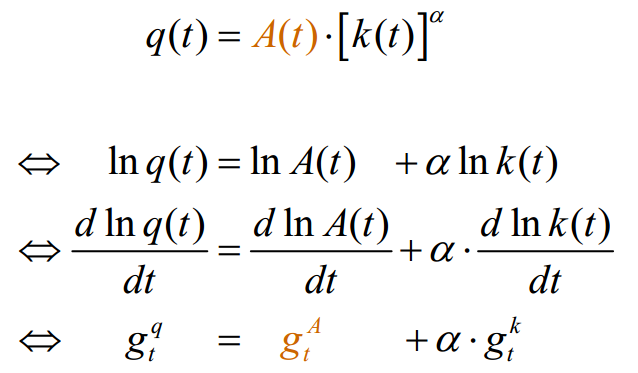 q(t) = A(t)·[k(t)]^α
⇔ ln q(t) = ln A(t) + α ln k(t)
⇔ d ln q(t)/dt = d ln A(t)/dt + α · d ln k(t)/dt
⇔ g_t^q = g_t^A + α · g_t^k